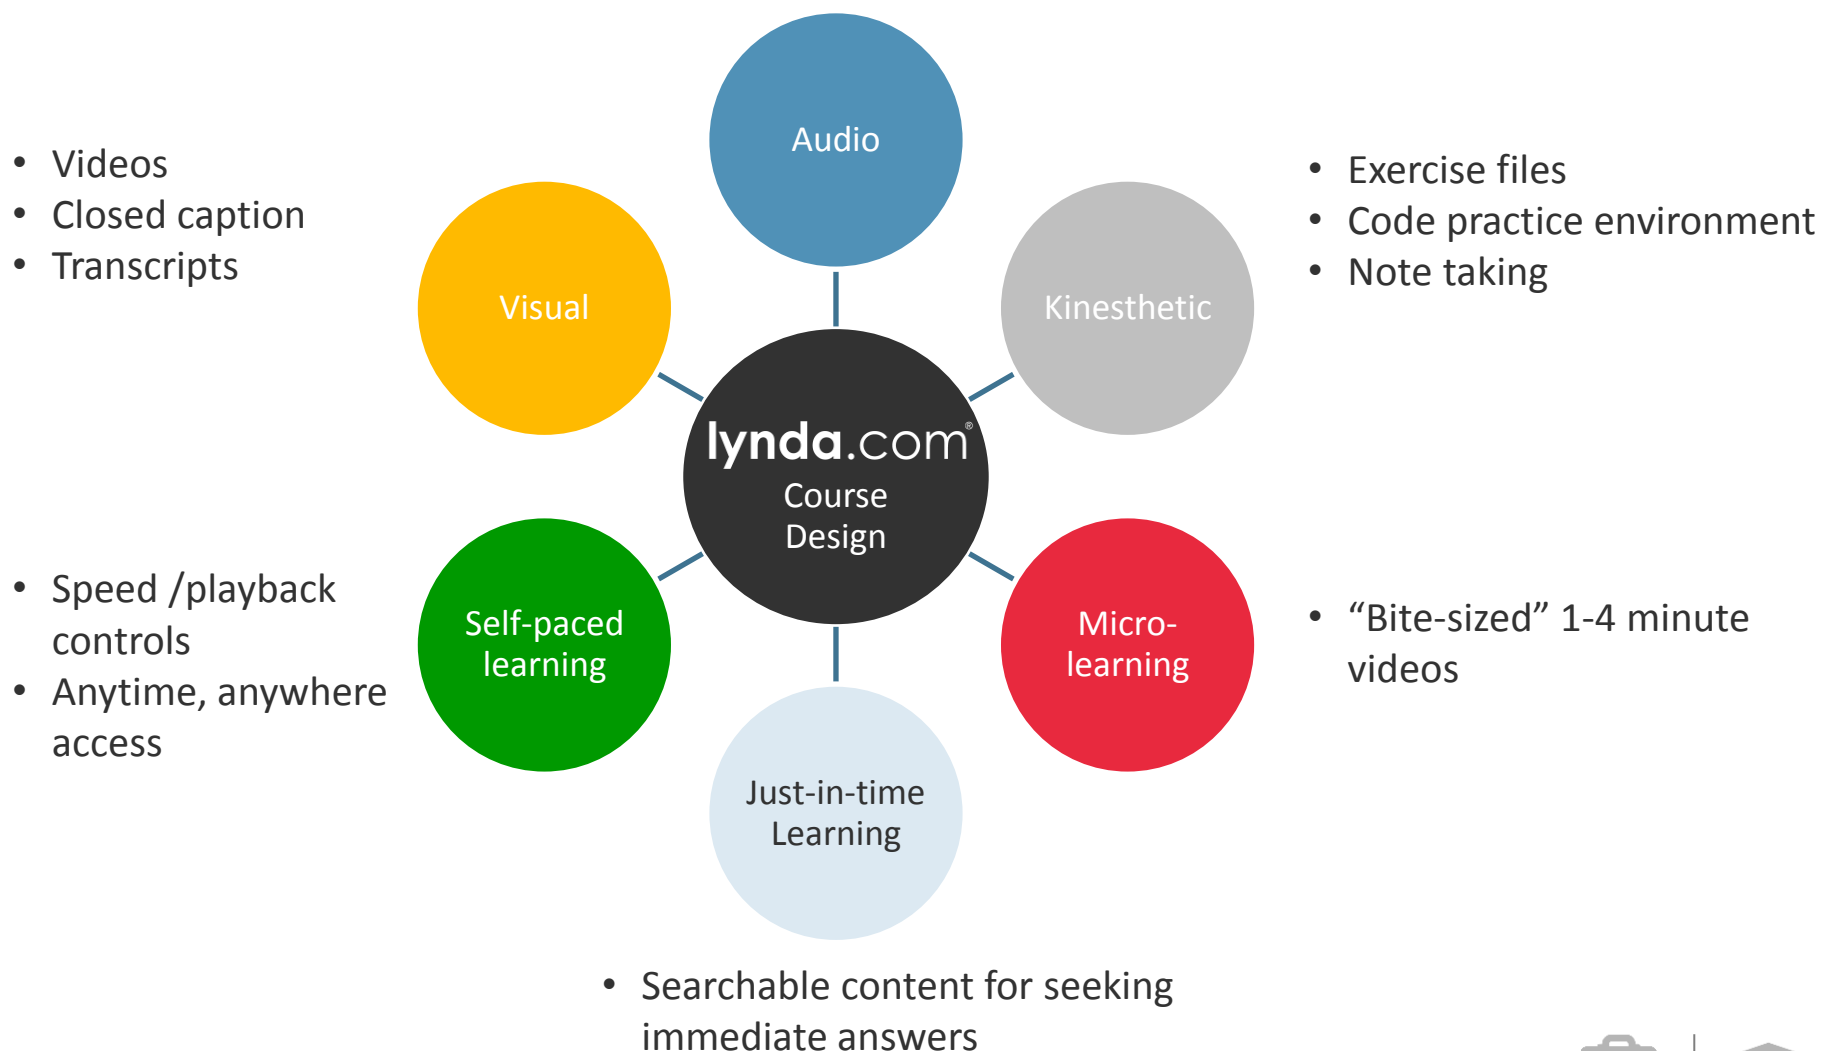 Audio
• Videos
• Closed caption
• Transcripts
Visual
Kinesthetic
• Exercise files
• Code practice environment
• Note taking
lynda.com®
Course
Design
• Speed /playback
controls
• Anytime, anywhere
access
Self-paced
learning
Micro-
learning
• “Bite-sized” 1-4 minute
videos
Just-in-time
Learning
• Searchable content for seeking
immediate answers